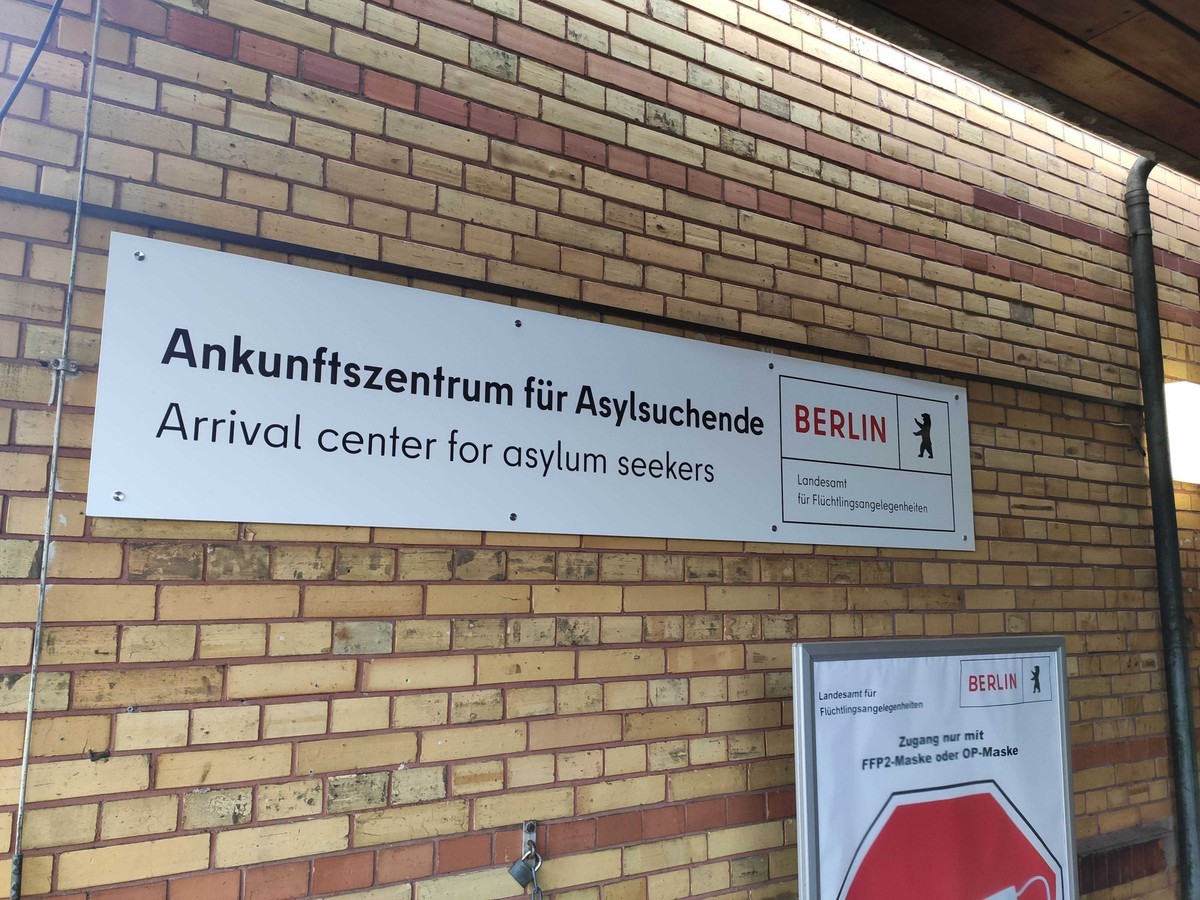 Ankunftszentrum für Asylsuchende
Arrival center for asylum seekers
BERLIN
Landesamt
für Flüchtlingsangelegenheiten
Landesamt für
Flüchtlingsangelegenheiten
BERLIN
Zugang nur mit
FFP2-Maske oder OP-Maske